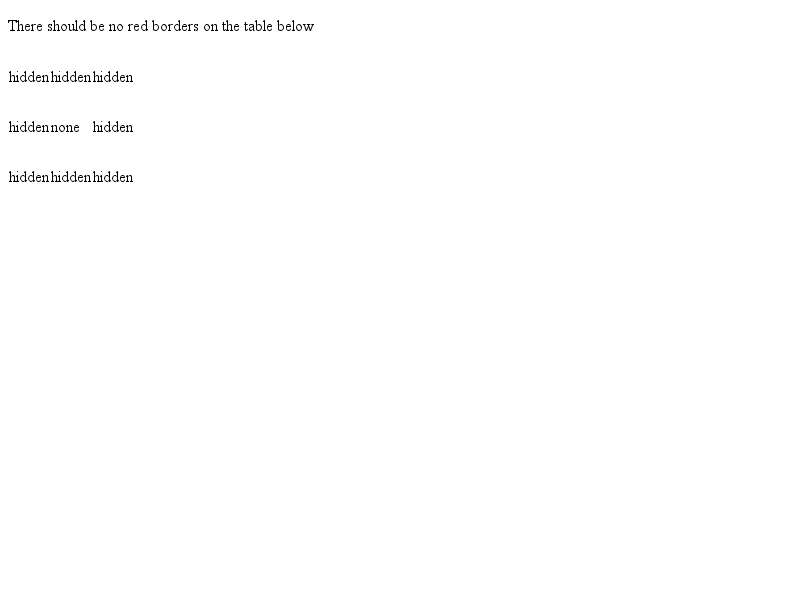 There should be no red borders on the table below
hidden hidden hidden
hidden none hidden
hidden hidden hidden